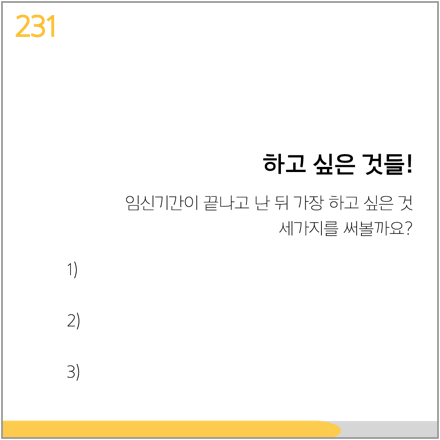 231
하고 싶은 것들!
임신기간이 끝나고 난 뒤 가장 하고 싶은 것
세가지를 써볼까요?
1)
2)
3)